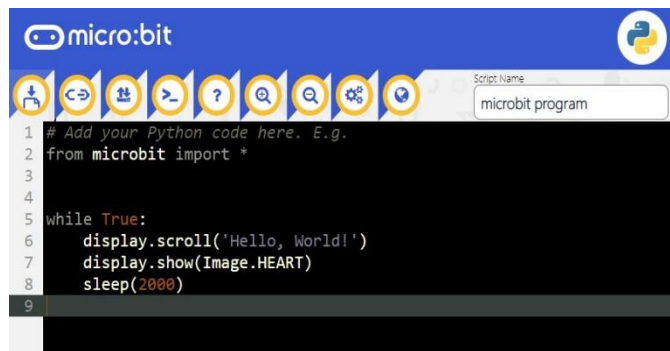 micro:bit
>_
?
Script Name
microbit program
1 # Add your Python code here. E.g.
2 from microbit import *
3
4
5 while True:
6     display.scroll('Hello, World!')
7     display.show(Image.HEART)
8     sleep(2000)
9